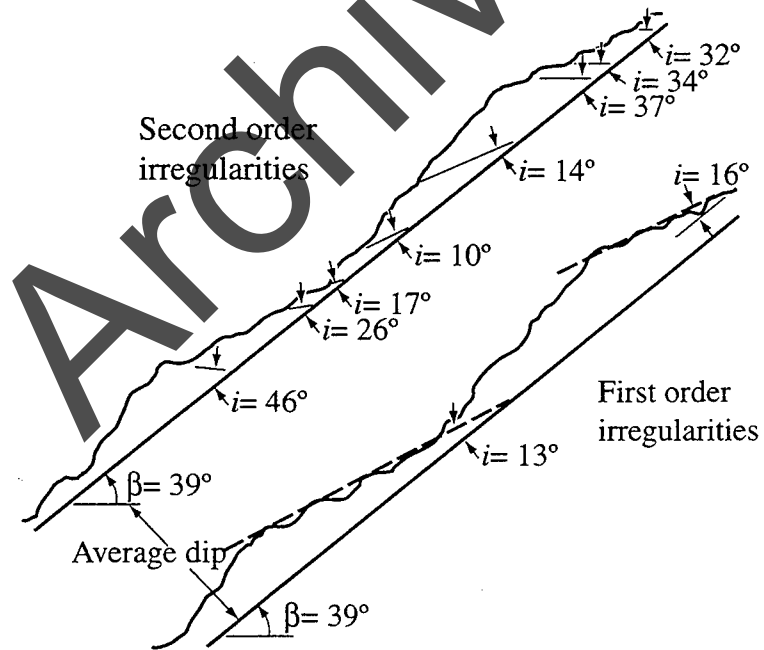 Archiv
i= 32°
i= 34°
i= 37°
Second order
irregularities
i= 14°
i= 16°
i= 10°
i= 17°
i= 26°
i= 46°
First order
irregularities
i= 13°
β= 39°
Average dip
β= 39°